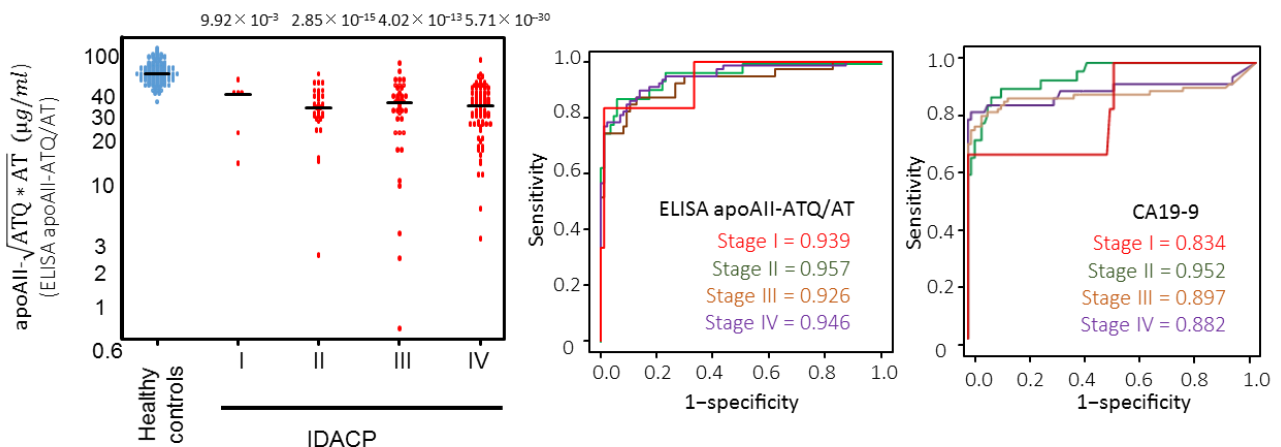 9.92×10⁻³ 2.85×10⁻¹⁵ 4.02×10⁻¹³ 5.71×10⁻³⁰
apoAII-√ATQ * AT (μg/ml)
(ELISA apoAII-ATQ/AT)
100
40
30
20
10
3
2
1
0.6
Healthy
controls
I II III IV
IDACP
Sensitivity
1.0
0.8
0.6
0.4
0.2
0
0.0 0.2 0.4 0.6 0.8 1.0
1−specificity
ELISA apoAII-ATQ/AT
Stage I = 0.939
Stage II = 0.957
Stage III = 0.926
Stage IV = 0.946
Sensitivity
1.0
0.8
0.6
0.4
0.2
0
0.0 0.2 0.4 0.6 0.8 1.0
1−specificity
CA19-9
Stage I = 0.834
Stage II = 0.952
Stage III = 0.897
Stage IV = 0.882